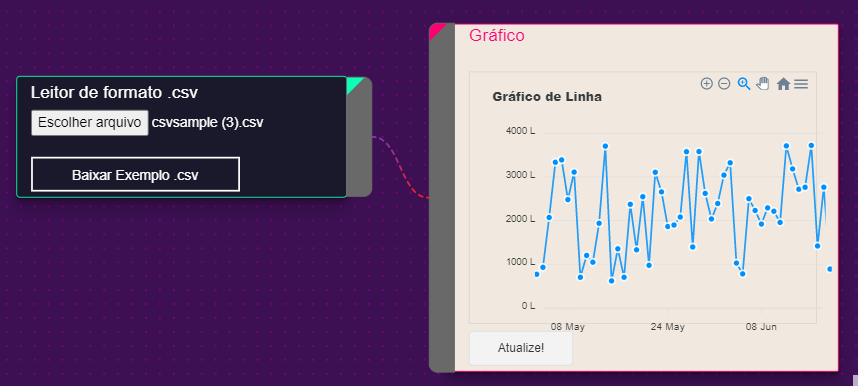 Gráfico
Leitor de formato .csv
Escolher arquivo csvsample (3).csv
Baixar Exemplo .csv
Gráfico de Linha
4000 L
3000 L
2000 L
1000 L
0 L
08 May 24 May 08 Jun
Atualize!